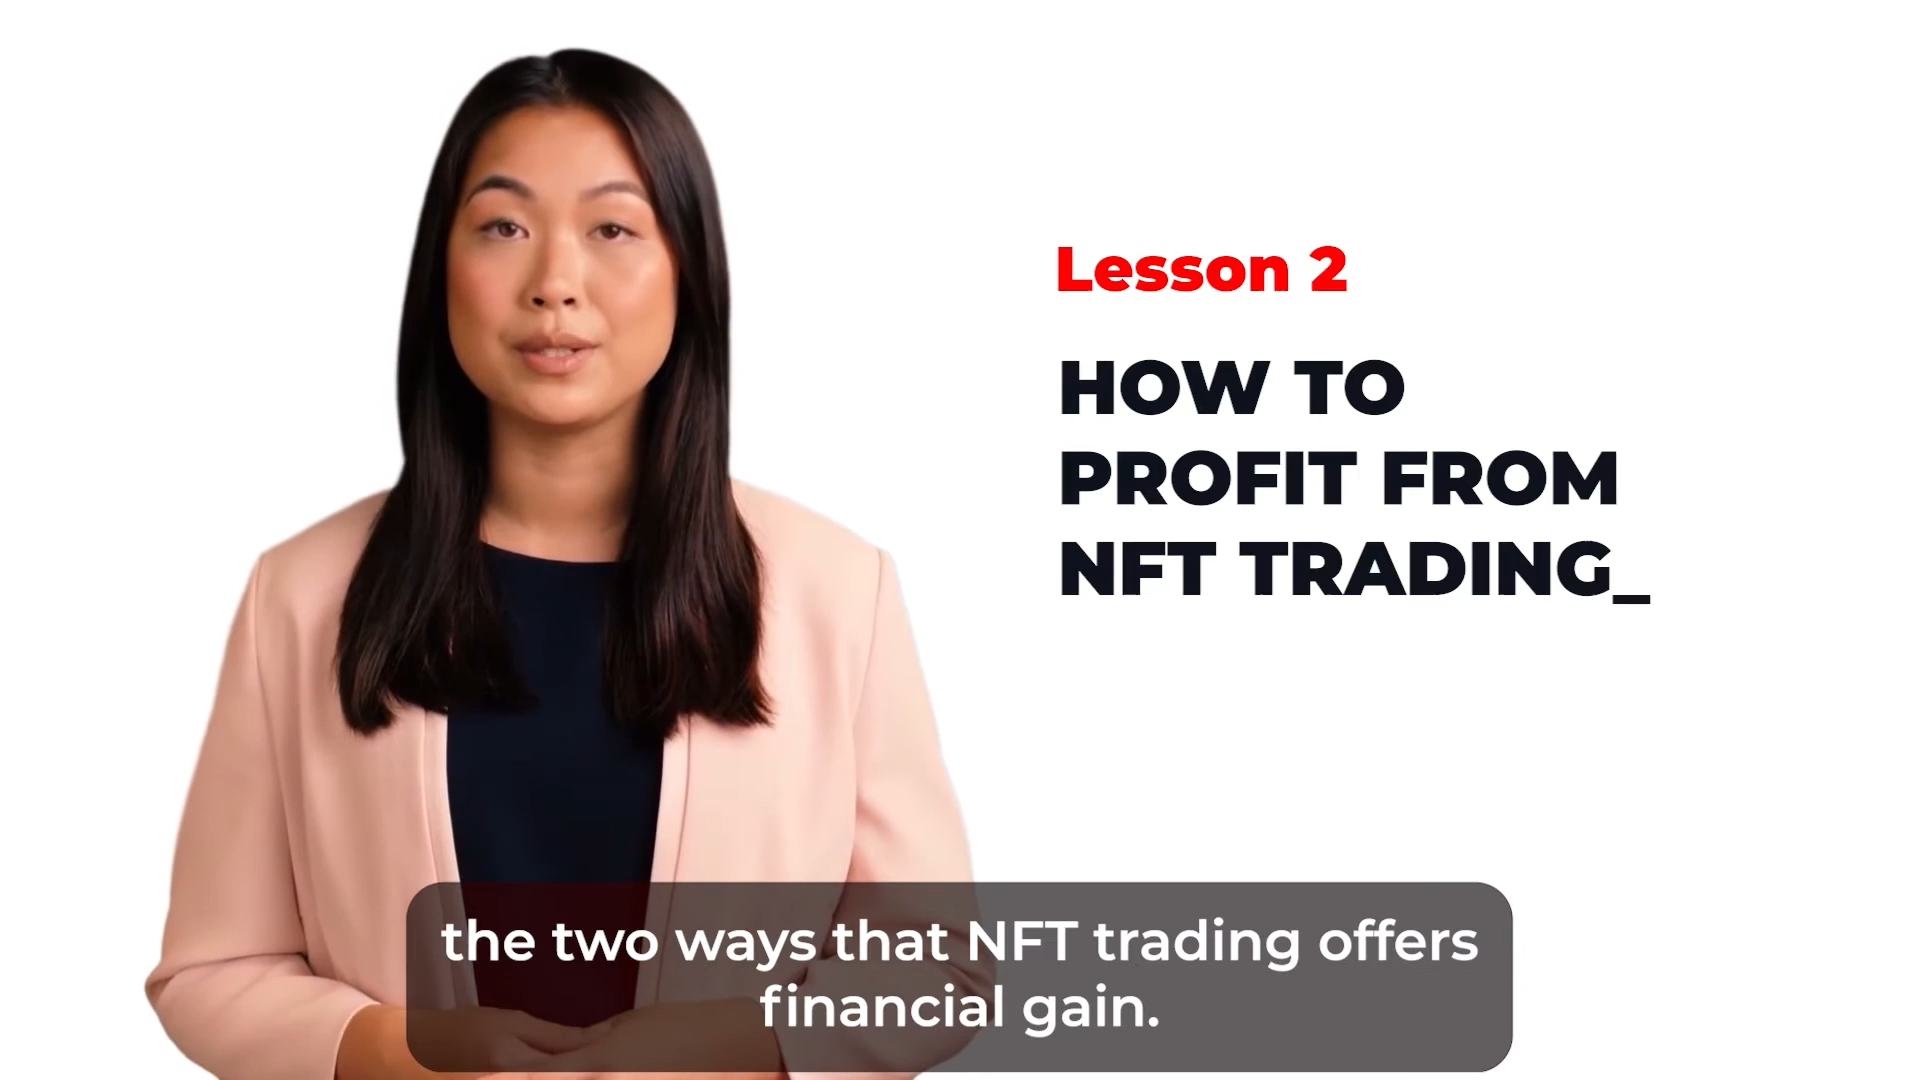 Lesson 2
HOW TO
PROFIT FROM
NFT TRADING_
the two ways that NFT trading offers
financial gain.